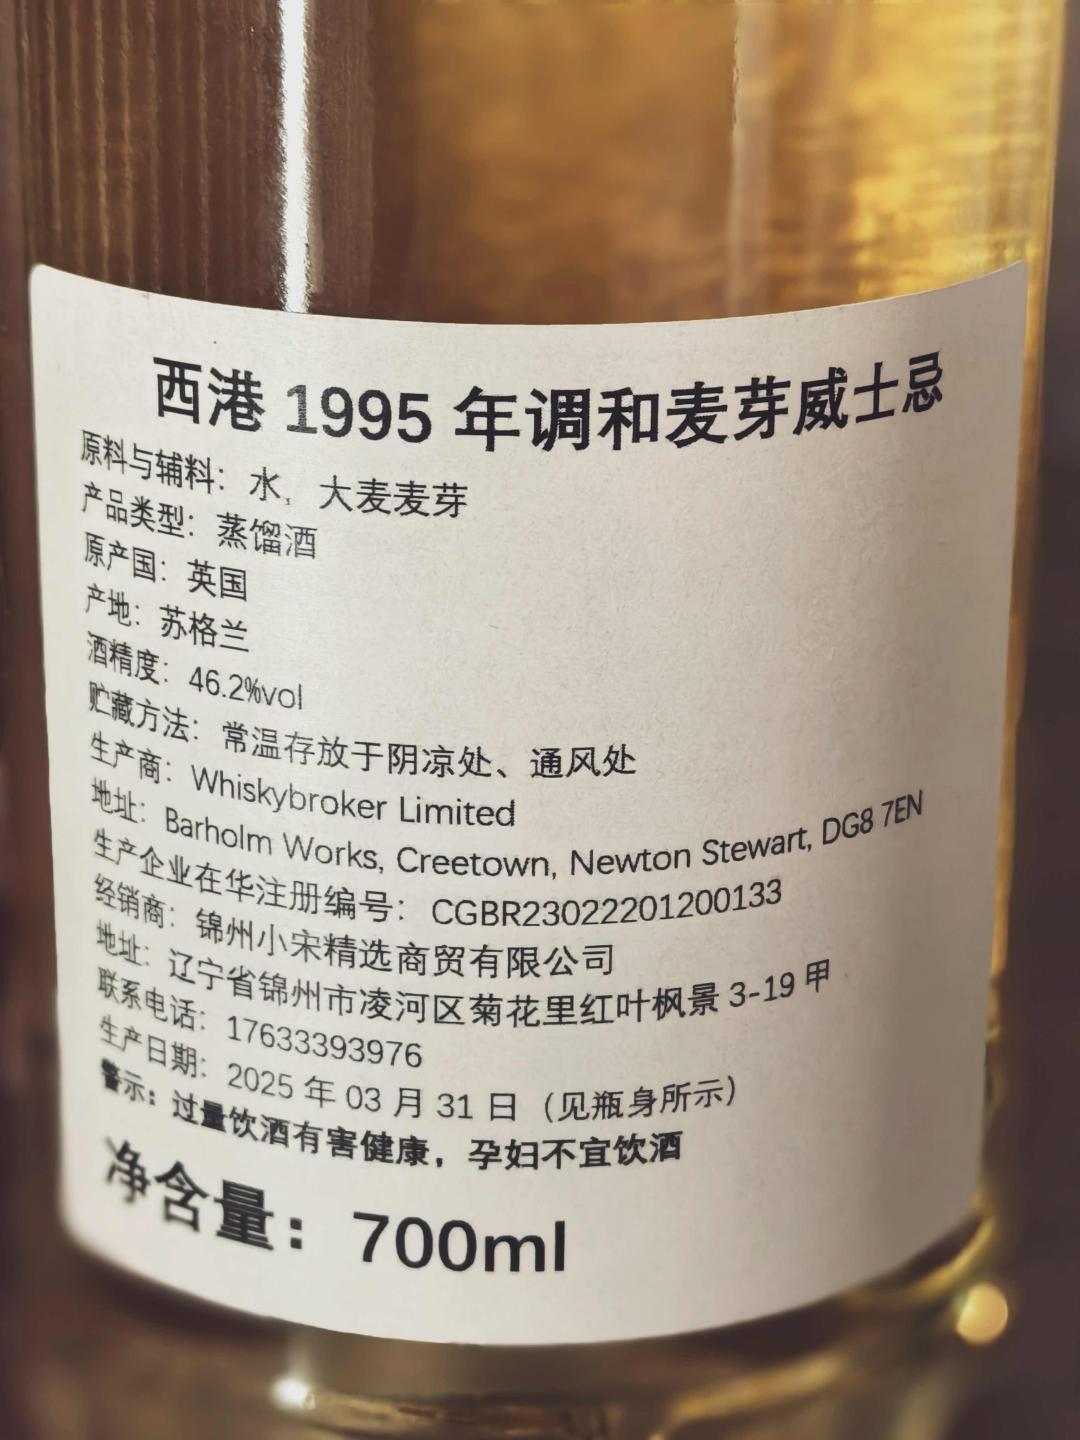 西港 1995 年调和麦芽威士忌
原料与辅料：水，大麦麦芽
产品类型：蒸馏酒
原产国：英国
产地：苏格兰
酒精度：46.2%vol
贮藏方法：常温存放于阴凉处、通风处
生产商：Whiskybroker Limited
地址：Barholm Works, Creetown, Newton Stewart, DG8 7EN
生产企业在华注册编号：CGBR23022201200133
经销商：锦州小宋精选商贸有限公司
地址：辽宁省锦州市凌河区菊花里红叶枫景 3-19 甲
联系电话：17633393976
生产日期：2025 年 03 月 31 日（见瓶身所示）
警示：过量饮酒有害健康，孕妇不宜饮酒
净含量：700ml